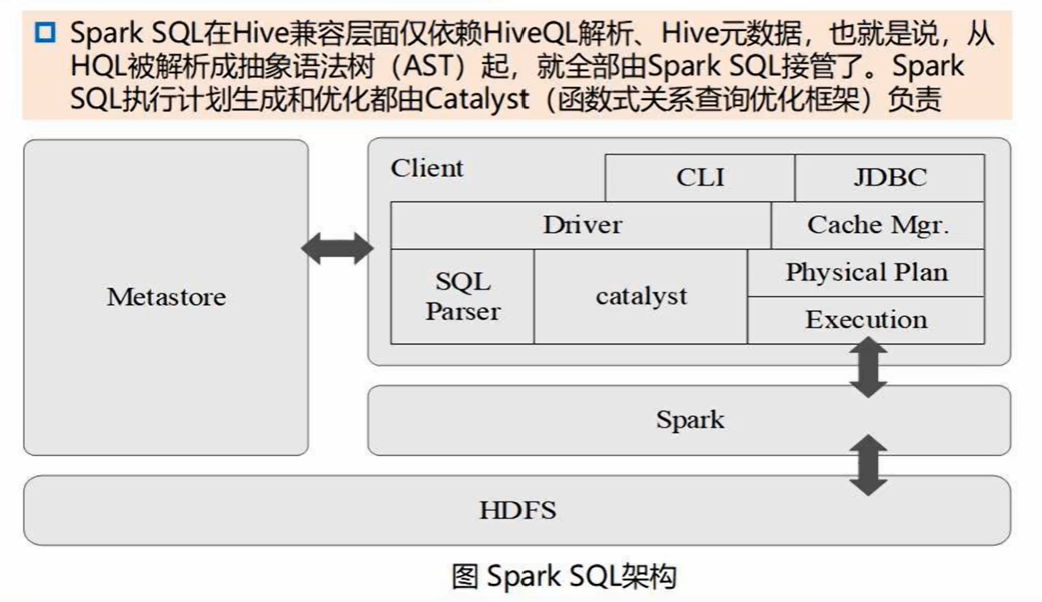 Spark SQL在Hive兼容层面仅依赖HiveQL解析、Hive元数据，也就是说，从
HQL被解析成抽象语法树（AST）起，就全部由Spark SQL接管了。Spark
SQL执行计划生成和优化都由Catalyst（函数式关系查询优化框架）负责
Metastore
Client
CLI
JDBC
Driver
Cache Mgr.
SQL
Parser
catalyst
Physical Plan
Execution
Spark
HDFS
图 Spark SQL架构